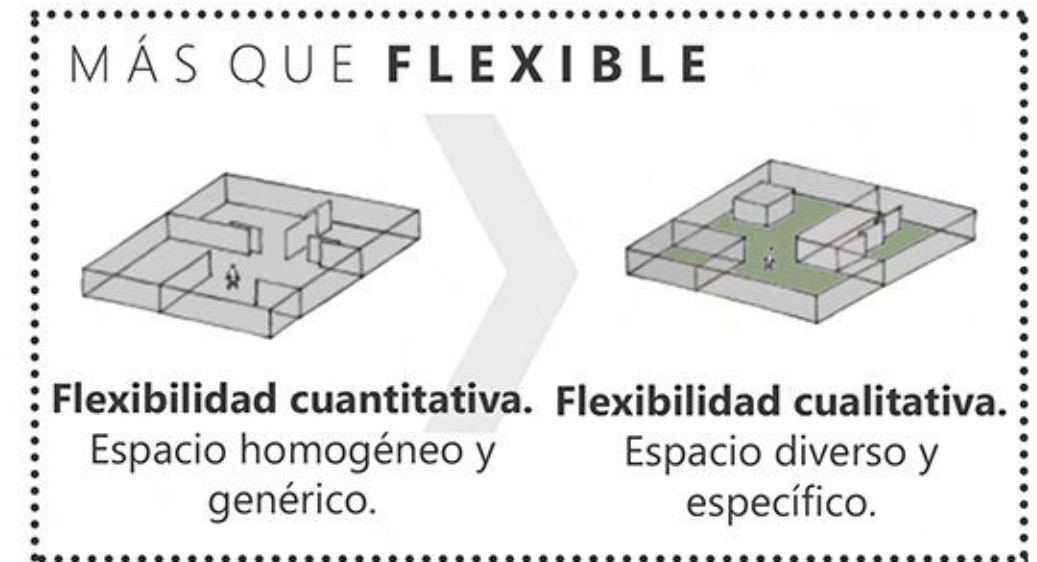 MÁS QUE FLEXIBLE
Flexibilidad cuantitativa.
Espacio homogéneo y
genérico.
Flexibilidad cualitativa.
Espacio diverso y
específico.